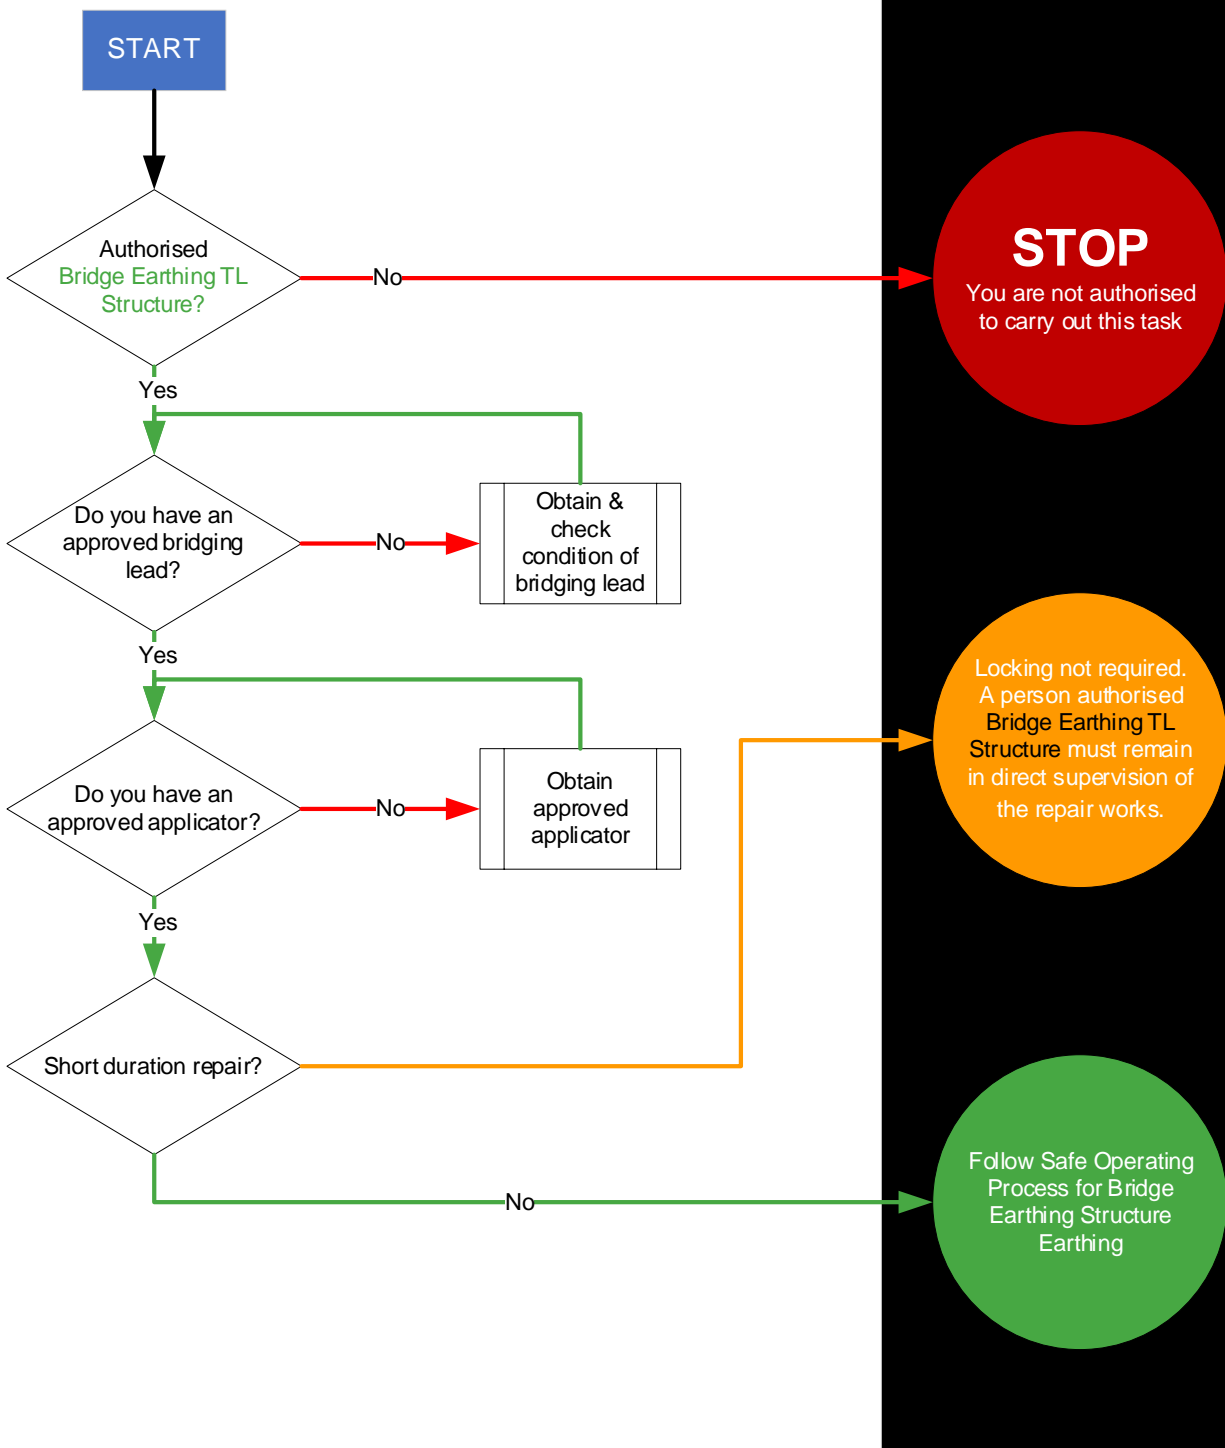 START
Authorised
Bridge Earthing TL
Structure?
No
STOP
You are not authorised
to carry out this task
Yes
Do you have an
approved bridging
lead?
No
Obtain &
check
condition of
bridging lead
Yes
Do you have an
approved applicator?
No
Obtain
approved
applicator
Locking not required.
A person authorised
Bridge Earthing TL
Structure must remain
in direct supervision of
the repair works.
Yes
Short duration repair?
No
Follow Safe Operating
Process for Bridge
Earthing Structure
Earthing